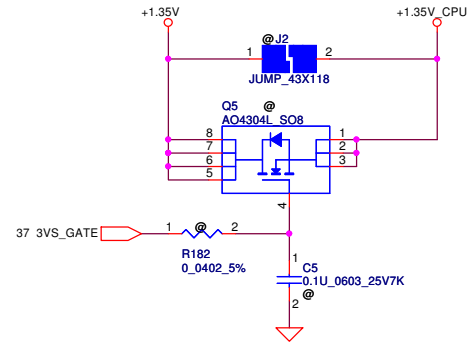 +1.35V +1.35V_CPU
@ J2
1 2
JUMP_43X118
Q5 @
AO4304L_SO8
8 1
7 2
6 3
5
4
37 3VS_GATE 1 @ 2
R182
0_0402_5%
1
C5
0.1U_0603_25V7K
@
2